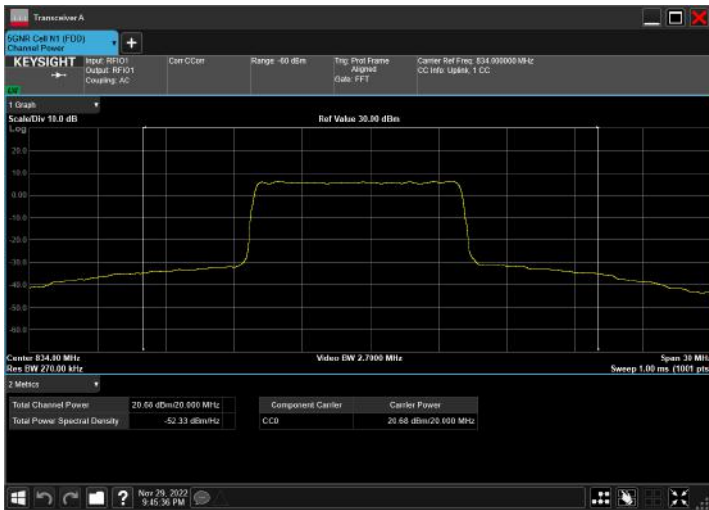 Transceiver A
5GNR Cell N1 (FDD)
Channel Power
KEYSIGHT
Input: RFIO1
Output: RFIO1
Coupling: AC
Corr CCorr
Range: -60 dBm
Trig: Prot Frame
Aligned
Gate: FFT
Carrier Ref Freq: 834.000000 MHz
CC Info: Uplink, 1 CC
1 Graph
Scale/Div 10.0 dB
Ref Value 30.00 dBm
Log
20.0
10.0
0.00
-10.0
-20.0
-30.0
-40.0
-50.0
-60.0
Center 834.00 MHz
Video BW 2.7000 MHz
Span 30 MHz
Res BW 270.00 kHz
Sweep 1.00 ms (1001 pts
2 Metrics
Total Channel Power 20.68 dBm/20.000 MHz
Total Power Spectral Density -52.33 dBm/Hz
Component Carrier Carrier Power
CC0 20.68 dBm/20.000 MHz
?
Nov 29, 2022
9:45:36 PM